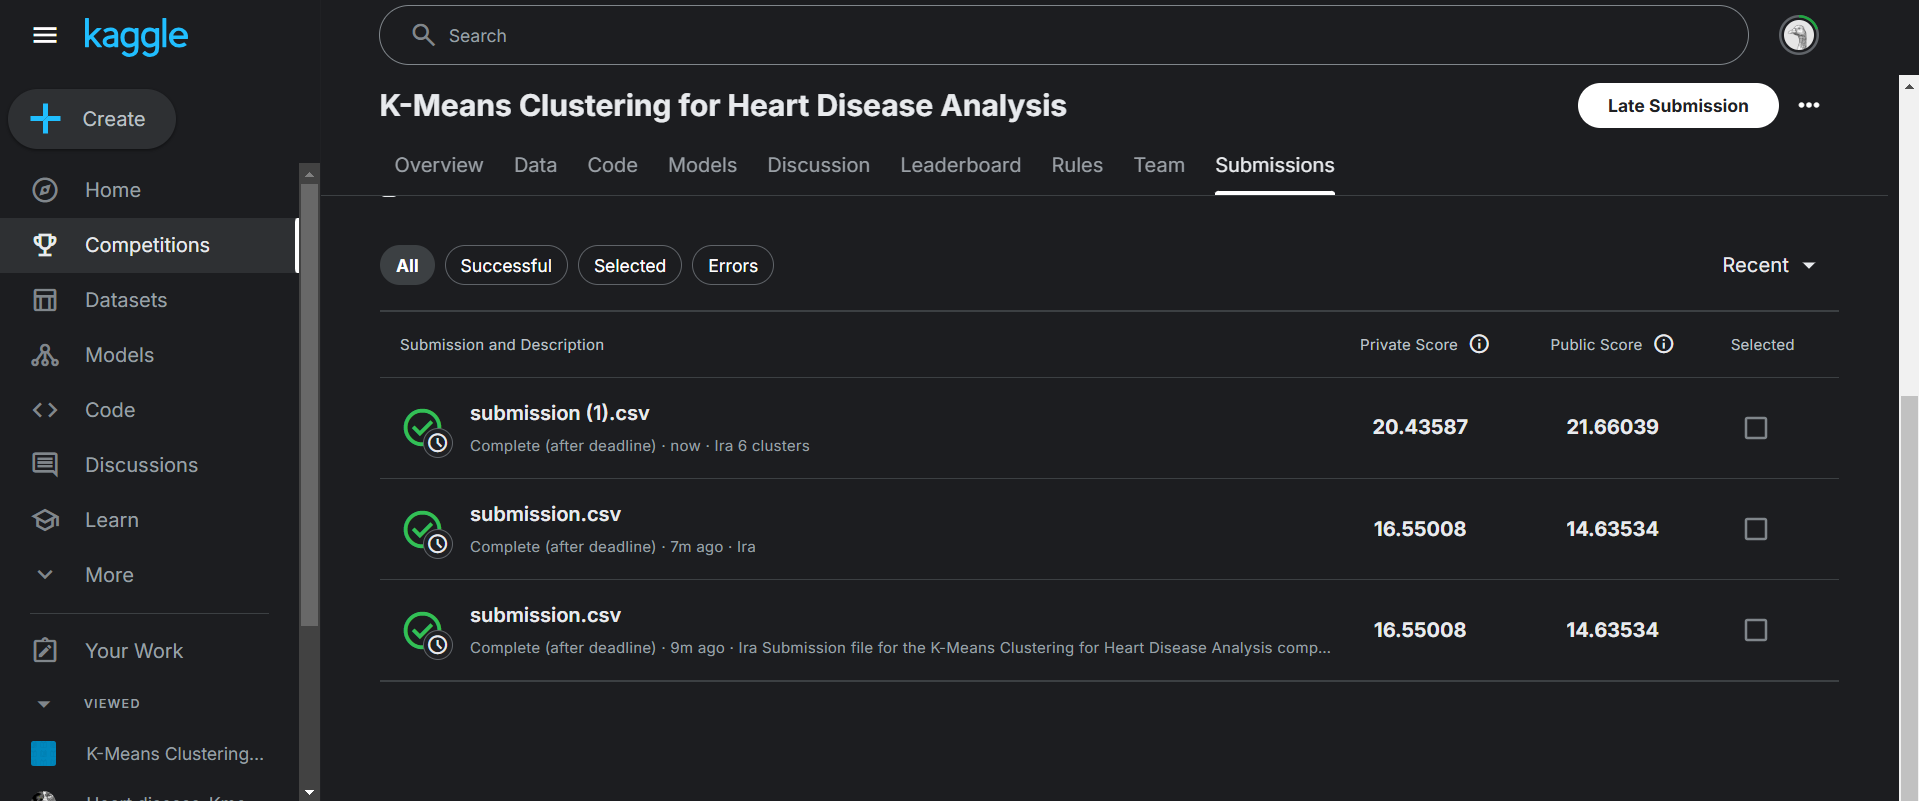 kaggle
Search
Create
Home
Competitions
Datasets
Models
Code
Discussions
Learn
More
Your Work
VIEWED
K-Means Clustering...
K-Means Clustering for Heart Disease Analysis
Late Submission
Overview Data Code Models Discussion Leaderboard Rules Team Submissions
All Successful Selected Errors
Recent
Submission and Description Private Score Public Score Selected
submission (1).csv
Complete (after deadline) · now · Ira 6 clusters
20.43587 21.66039
submission.csv
Complete (after deadline) · 7m ago · Ira
16.55008 14.63534
submission.csv
Complete (after deadline) · 9m ago · Ira Submission file for the K-Means Clustering for Heart Disease Analysis comp...
16.55008 14.63534